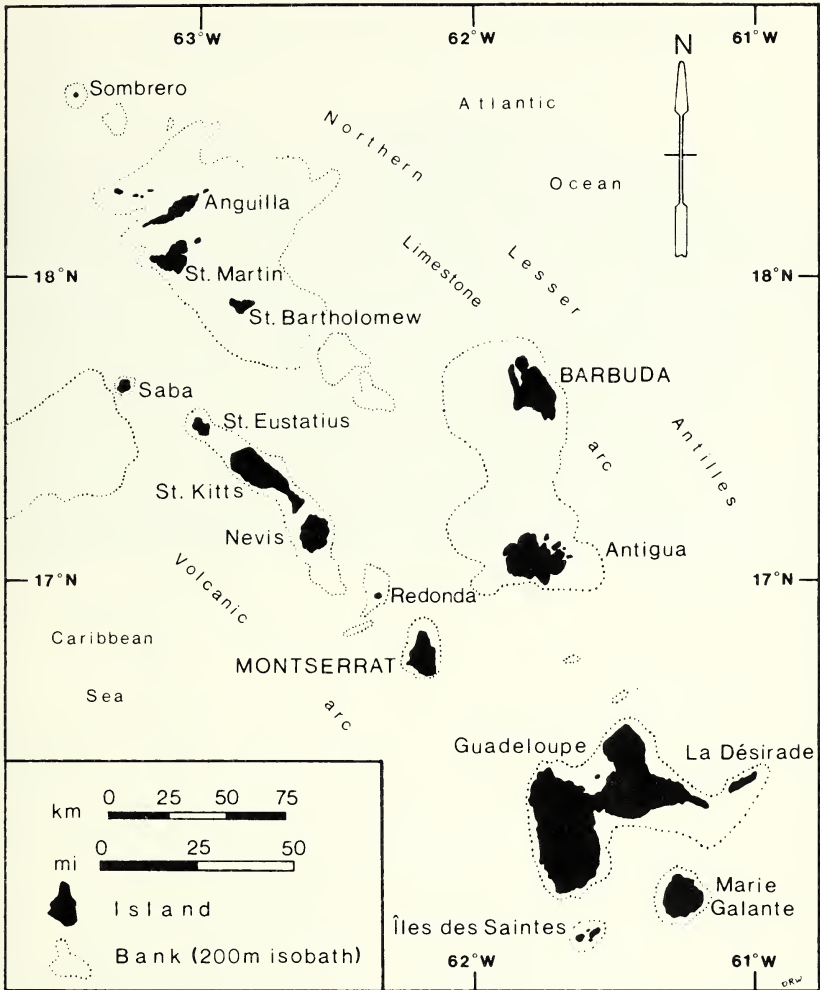 63°W
62°W
61°W
N
Sombrero
Atlantic
Northern
Ocean
Anguilla
Limestone
Lesser
18°N
St. Martin
18°N
St. Bartholomew
BARBUDA
Saba
St. Eustatius
arc
Antilles
St. Kitts
Nevis
Antigua
Volcanic
17°N
Redonda
17°N
Caribbean
MONTSERRAT
Sea
arc
Guadeloupe
La Désirade
km 0 25 50 75
mi 0 25 50
Island
Marie
Galante
Îles des Saintes
Bank (200m isobath)
62°W
61°W
DRW